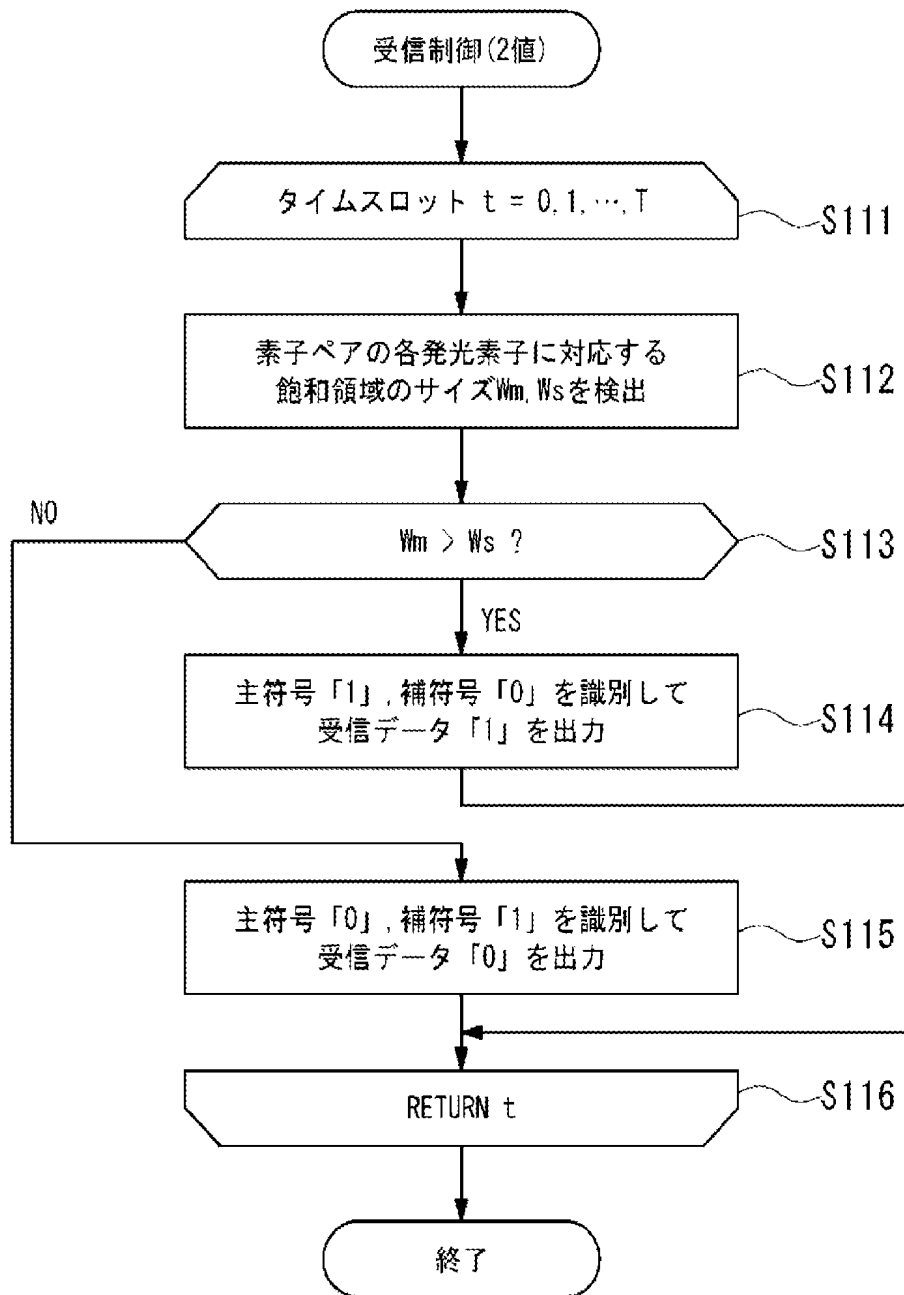 受信制御(2値)
タイムスロット t = 0,1,…,T
S111
素子ペアの各発光素子に対応する
飽和領域のサイズWm,Wsを検出
S112
NO
Wm > Ws ?
S113
YES
主符号「1」,補符号「0」を識別して
受信データ「1」を出力
S114
主符号「0」,補符号「1」を識別して
受信データ「0」を出力
S115
RETURN t
S116
終了